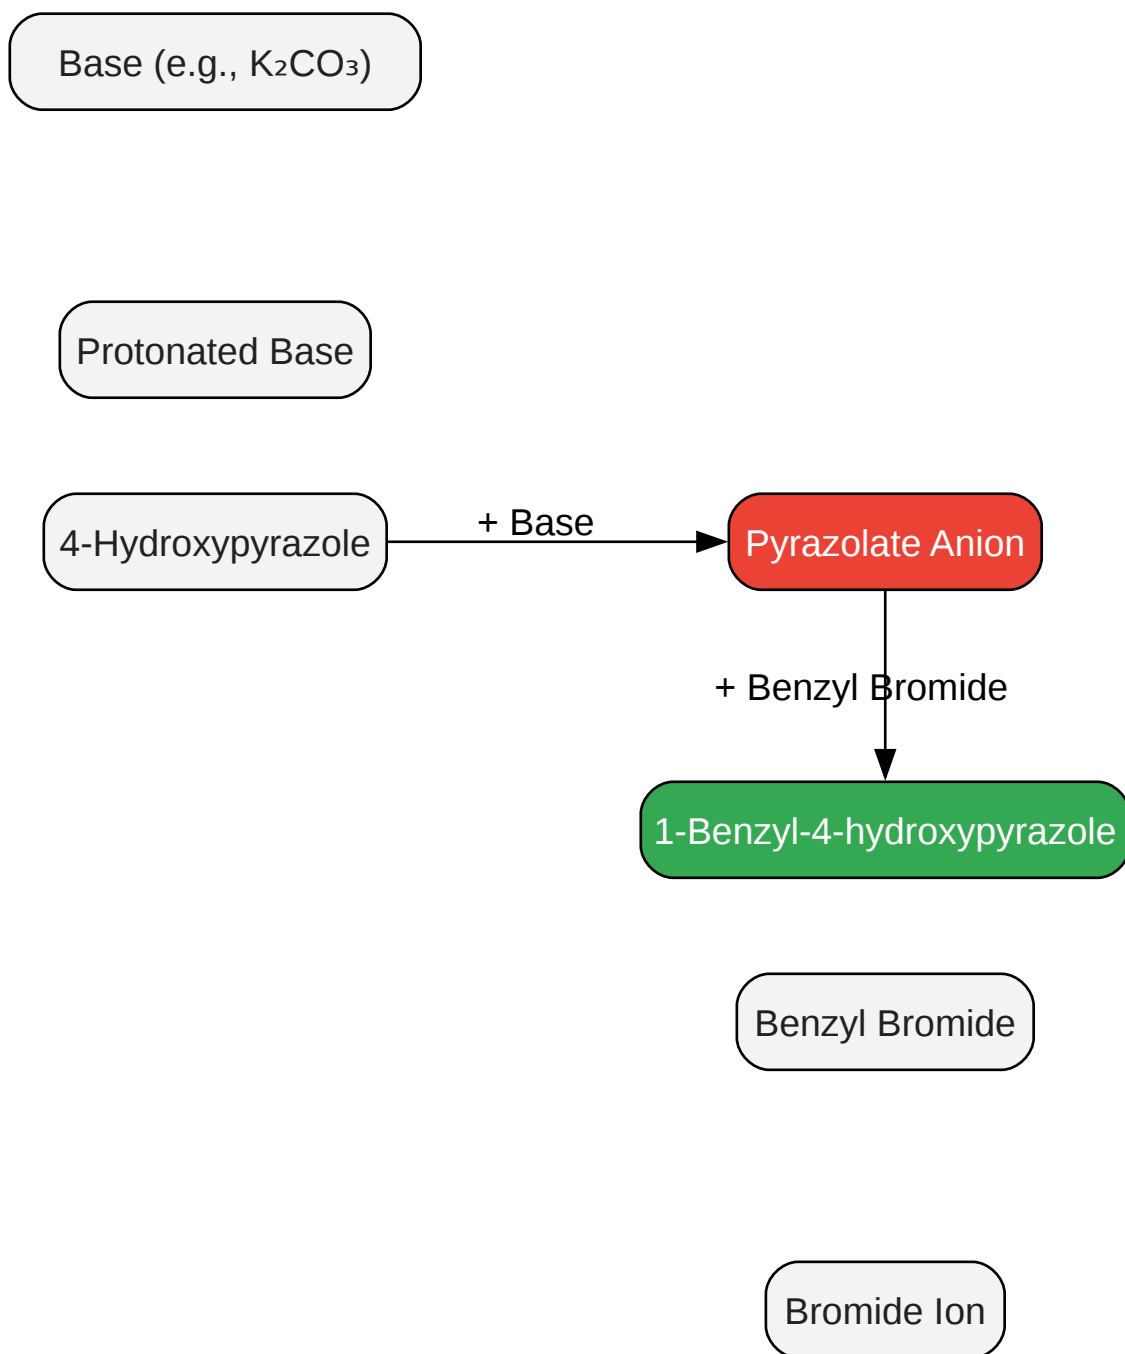 Base (e.g., K₂CO₃)
Protonated Base
4-Hydroxypyrazole
+ Base
Pyrazolate Anion
+ Benzyl Bromide
1-Benzyl-4-hydroxypyrazole
Benzyl Bromide
Bromide Ion